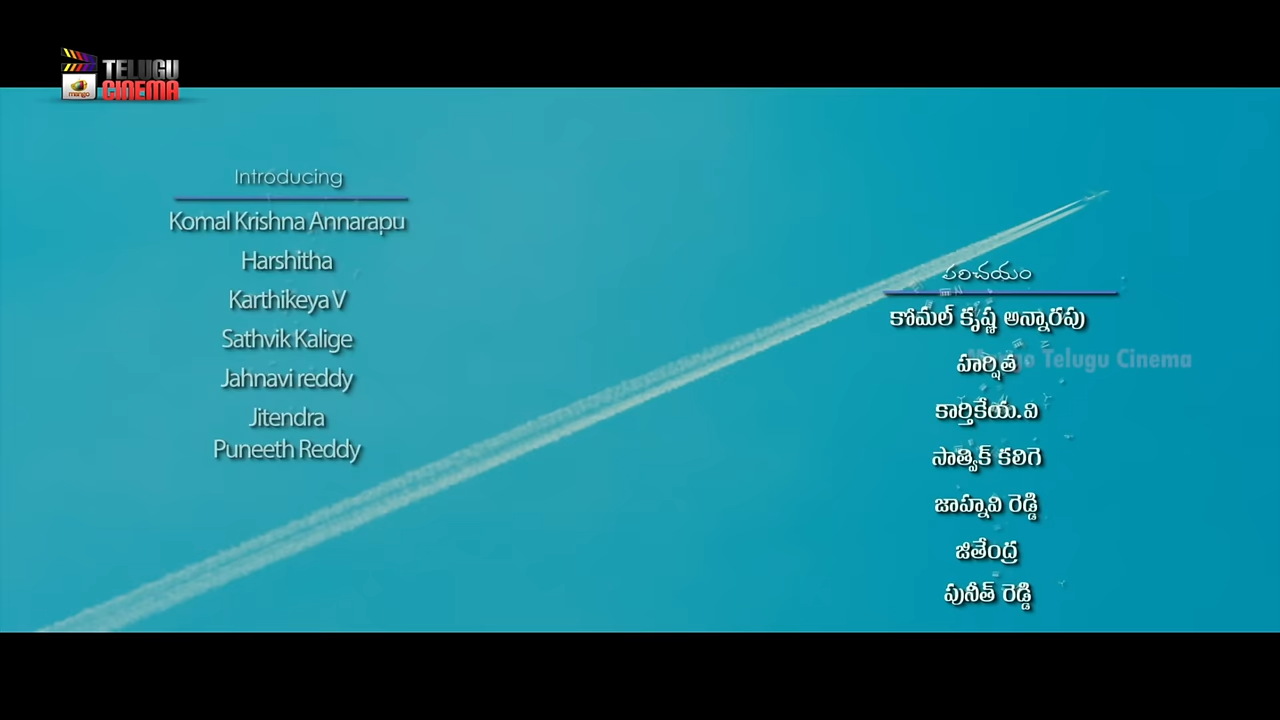 TELUGU
CINEMA
mango
Introducing
Komal Krishna Annarapu
Harshitha
Karthikeya V
Sathvik Kalige
Jahnavi reddy
Jitendra
Puneeth Reddy
పరిచయం
కోమల్ కృష్ణ అన్నారపు
హర్షిత
Telugu Cinema
కార్తికేయ.వి
సాత్విక్ కలిగె
జాహ్నవి రెడ్డి
జితేంద్ర
పునీత్ రెడ్డి